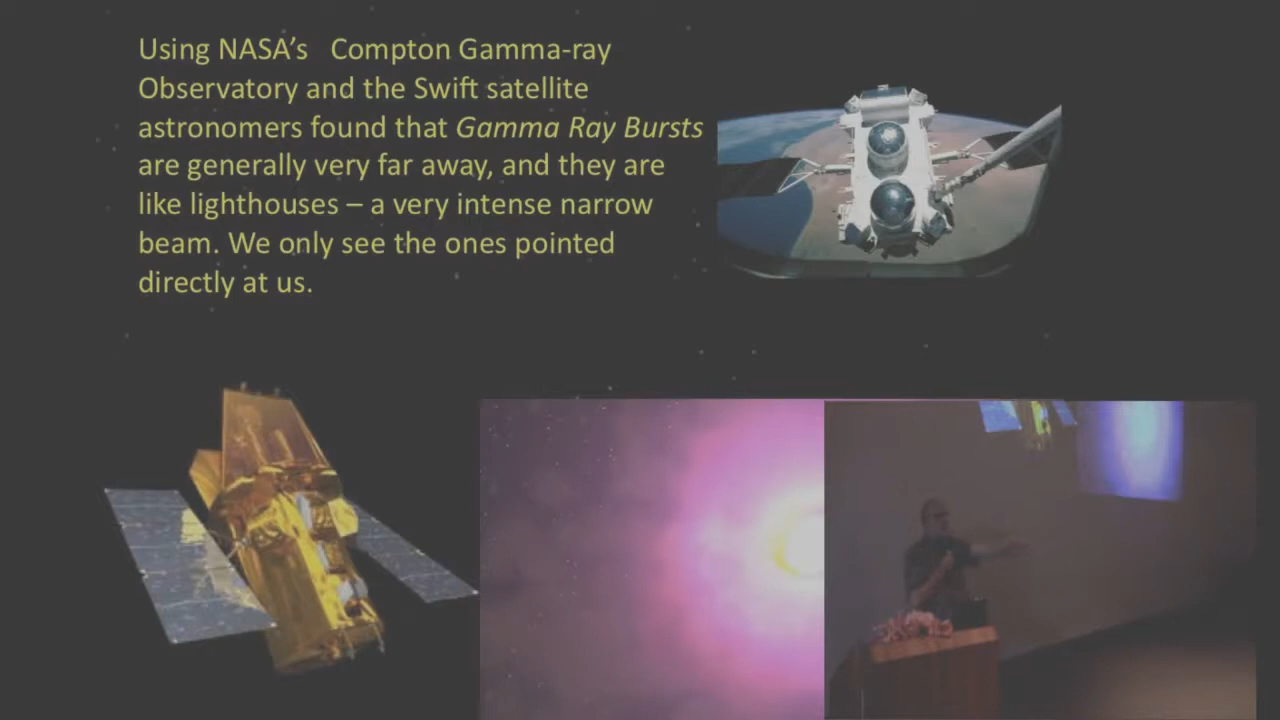 Using NASA’s   Compton Gamma-ray
Observatory and the Swift satellite
astronomers found that Gamma Ray Bursts
are generally very far away, and they are
like lighthouses – a very intense narrow
beam. We only see the ones pointed
directly at us.